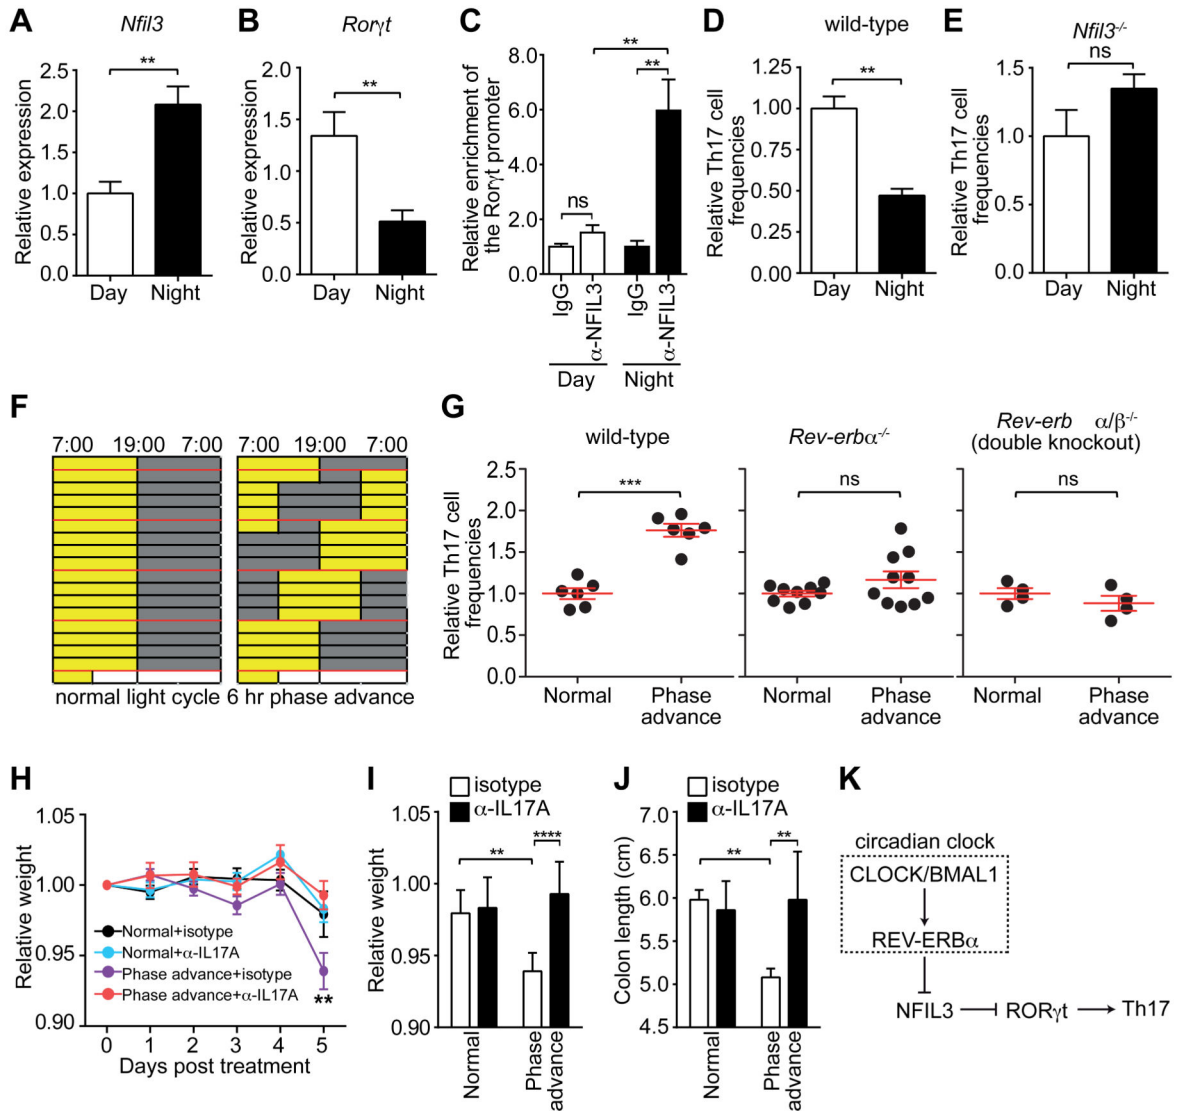 A
Nfil3
Relative expression
2.5
2.0
1.5
1.0
0.5
0.0
**
Day
Night
B
Rorγt
Relative expression
2.0
1.5
1.0
0.5
0.0
**
Day
Night
C
Relative enrichment of
the Rorγt promoter
8.0
6.0
4.0
2.0
0.0
**
**
ns
IgG
α-NFIL3
IgG
α-NFIL3
Day
Night
D
wild-type
Relative Th17 cell
frequencies
1.25
1.00
0.75
0.50
0.25
0.00
**
Day
Night
E
Nfil3-/-
Relative Th17 cell
frequencies
1.5
1.0
0.5
0.0
ns
Day
Night
F
7:00 19:00 7:00
7:00 19:00 7:00
normal light cycle
6 hr phase advance
G
Relative Th17 cell
frequencies
2.5
2.0
1.5
1.0
0.5
0.0
wild-type
***
Normal
Phase
advance
Rev-erbα-/-
ns
Normal
Phase
advance
Rev-erb α/β-/-
(double knockout)
ns
Normal
Phase
advance
H
Relative weight
1.05
1.00
0.95
0.90
Normal+isotype
Normal+α-IL17A
Phase advance+isotype
Phase advance+α-IL17A
**
0 1 2 3 4 5
Days post treatment
I
isotype
α-IL17A
Relative weight
1.05
1.00
0.95
0.90
**
****
Normal
Phase
advance
J
isotype
α-IL17A
Colon length (cm)
7.0
6.5
6.0
5.5
5.0
4.5
**
**
Normal
Phase
advance
K
circadian clock
CLOCK/BMAL1
REV-ERBα
NFIL3
RORγt
Th17